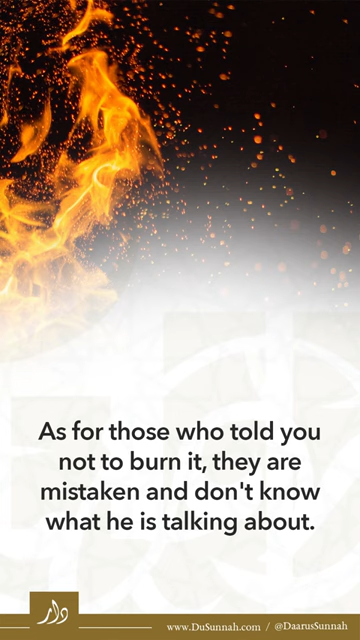 As for those who told you
not to burn it, they are
mistaken and don't know
what he is talking about.
دار
www.DuSunnah.com / @DaarusSunnah